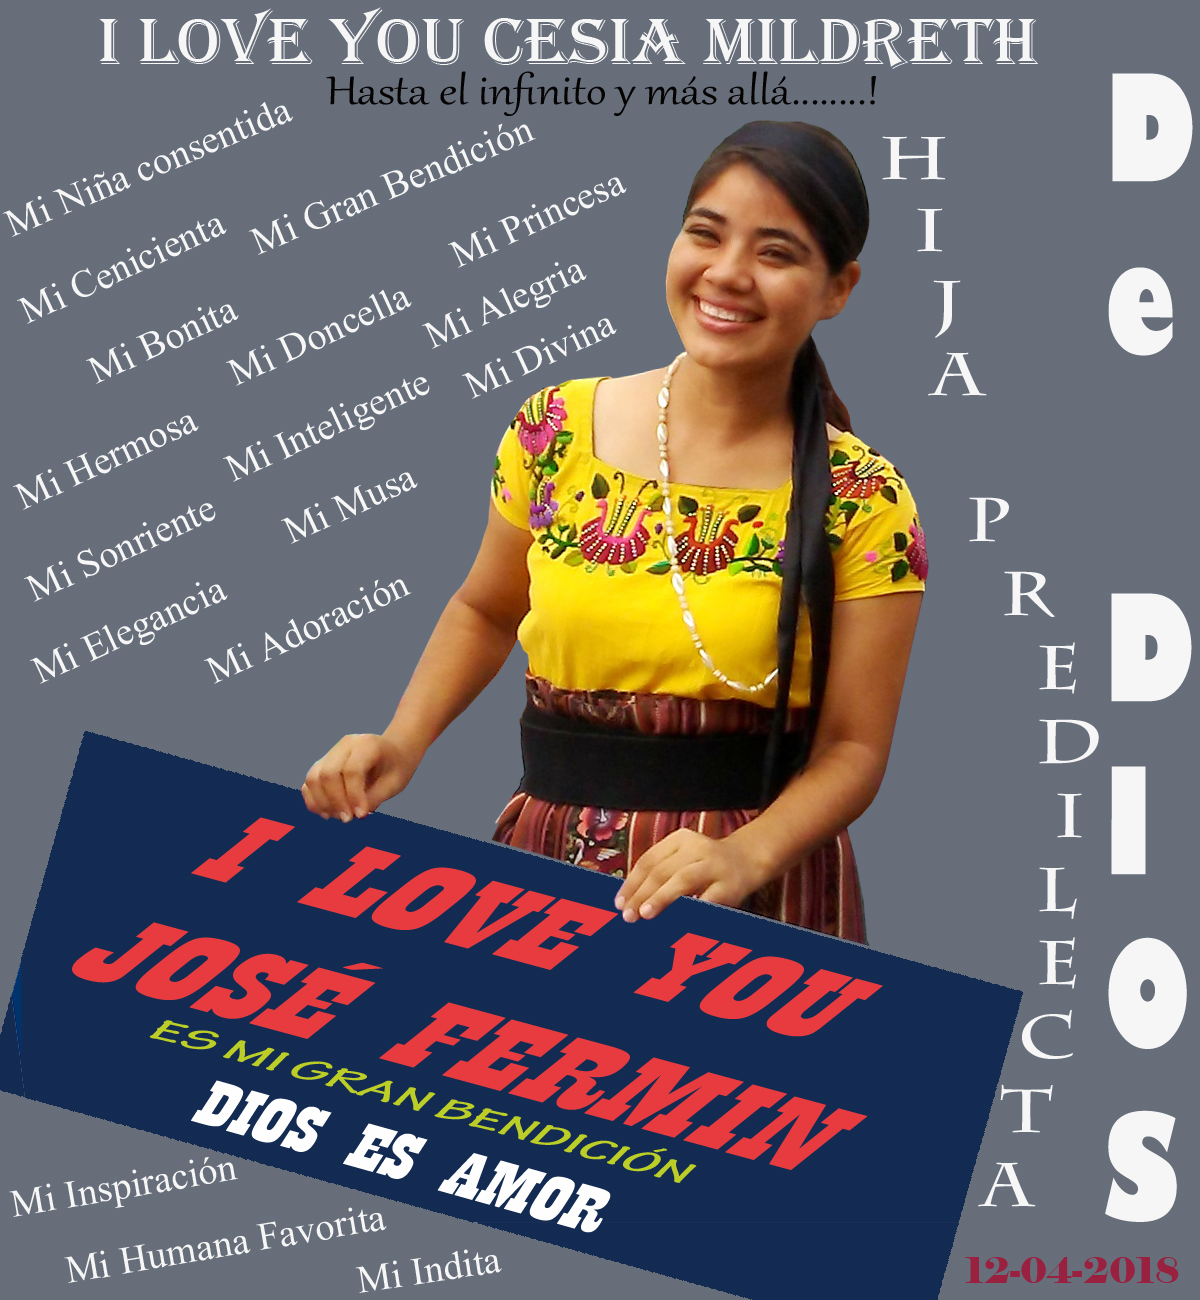 I LOVE YOU CESIA MILDRETH
Hasta el infinito y más allá........!
Mi Niña consentida
Mi Gran Bendición
Mi Cenicienta
Mi Princesa
Mi Bonita
Mi Doncella
Mi Alegria
Mi Divina
Mi Hermosa
Mi Inteligente
Mi Sonriente
Mi Musa
Mi Elegancia
Mi Adoración
HIJA
PREDILECTA
De
DIoS
I LOVE YOU
JOSÉ FERMIN
ES MI GRAN BENDICIÓN
DIOS ES AMOR
Mi Inspiración
Mi Humana Favorita
Mi Indita
12-04-2018